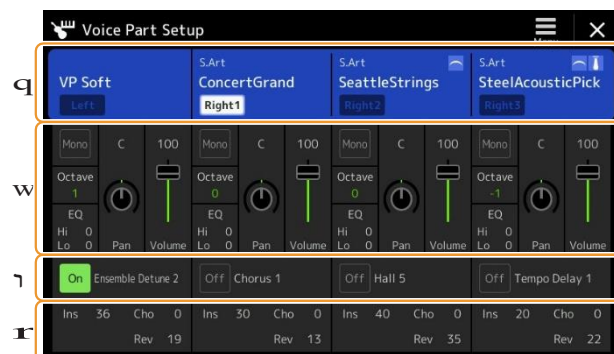 Voice Part Setup
Menu
q
VP Soft
Left
S.Art
ConcertGrand
Right1
S.Art
SeattleStrings
Right2
S.Art
SteelAcousticPick
Right3
w
Mono C 100
Octave
1
EQ
Hi 0
Lo 0 Pan Volume
Mono C 100
Octave
0
EQ
Hi 0
Lo 0 Pan Volume
Mono C 100
Octave
0
EQ
Hi 0
Lo 0 Pan Volume
Mono C 100
Octave
-1
EQ
Hi 0
Lo 0 Pan Volume
On Ensemble Detune 2
Off Chorus 1
Off Hall 5
Off Tempo Delay 1
r
Ins 36 Cho 0
Rev 19
Ins 30 Cho 0
Rev 13
Ins 40 Cho 0
Rev 35
Ins 20 Cho 0
Rev 22